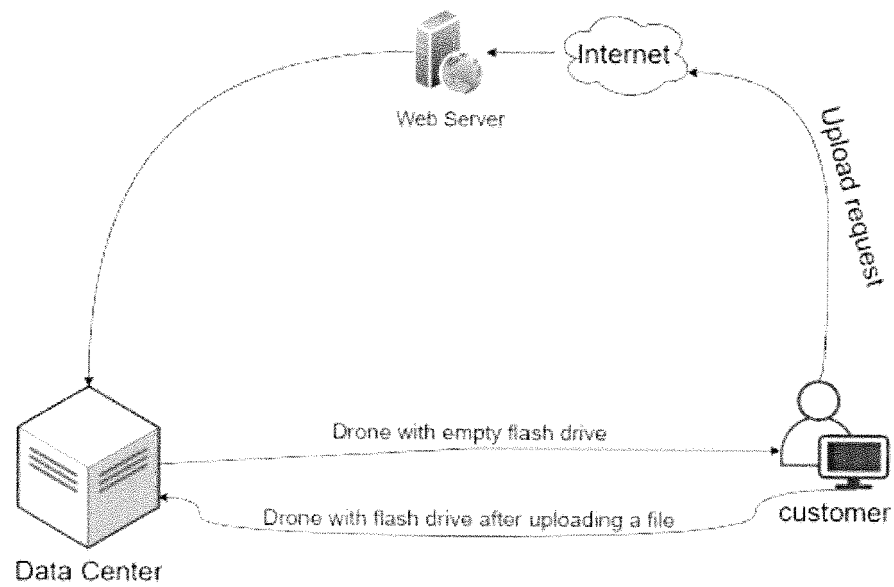 Internet
Web Server
Upload request
Drone with empty flash drive
Drone with flash drive after uploading a file
customer
Data Center